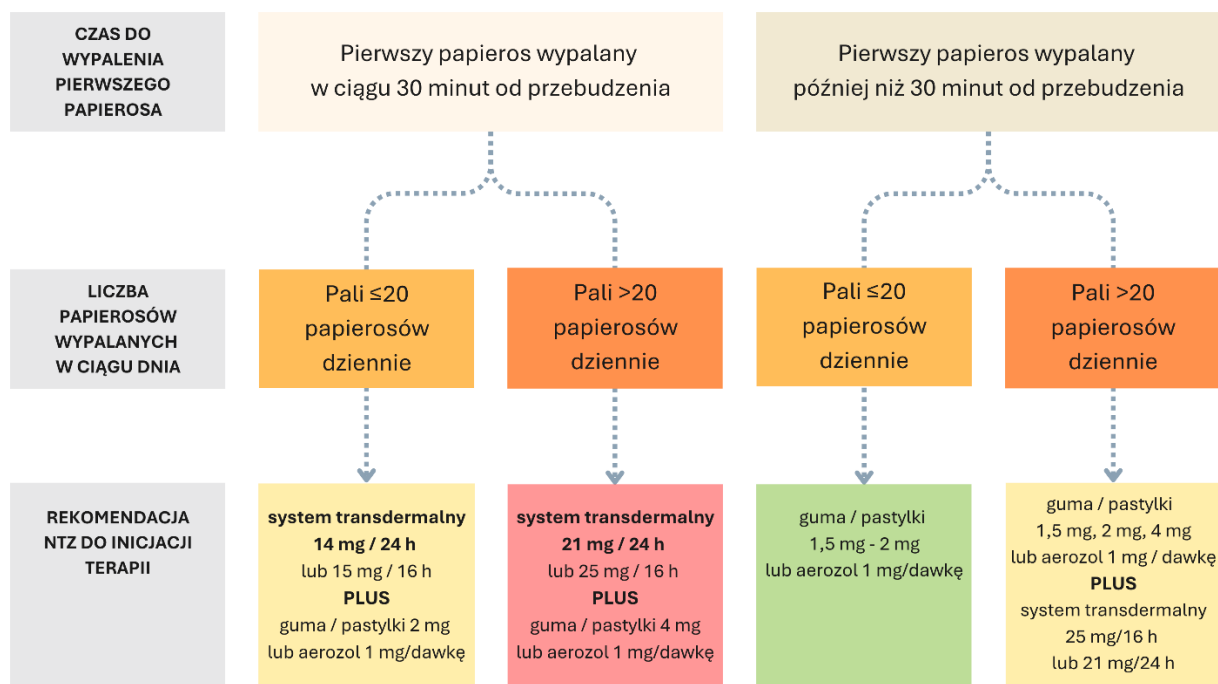 CZAS DO
WYPALENIA
PIERWSZEGO
PAPIEROSA
Pierwszy papieros wypalany
w ciągu 30 minut od przebudzenia
Pierwszy papieros wypalany
później niż 30 minut od przebudzenia
LICZBA
PAPIEROSÓW
WYPALANYCH
W CIĄGU DNIA
Pali ≤20
papierosów
dziennie
Pali >20
papierosów
dziennie
Pali ≤20
papierosów
dziennie
Pali >20
papierosów
dziennie
REKOMENDACJA
NTZ DO INICJACJI
TERAPII
system transdermalny
14 mg / 24 h
lub 15 mg / 16 h
PLUS
guma / pastylki 2 mg
lub aerozol 1 mg/dawkę
system transdermalny
21 mg / 24 h
lub 25 mg / 16 h
PLUS
guma / pastylki 4 mg
lub aerozol 1 mg/dawkę
guma / pastylki
1,5 mg - 2 mg
lub aerozol 1 mg/dawkę
guma / pastylki
1,5 mg, 2 mg, 4 mg
lub aerozol 1 mg / dawkę
PLUS
system transdermalny
25 mg/16 h
lub 21 mg/24 h